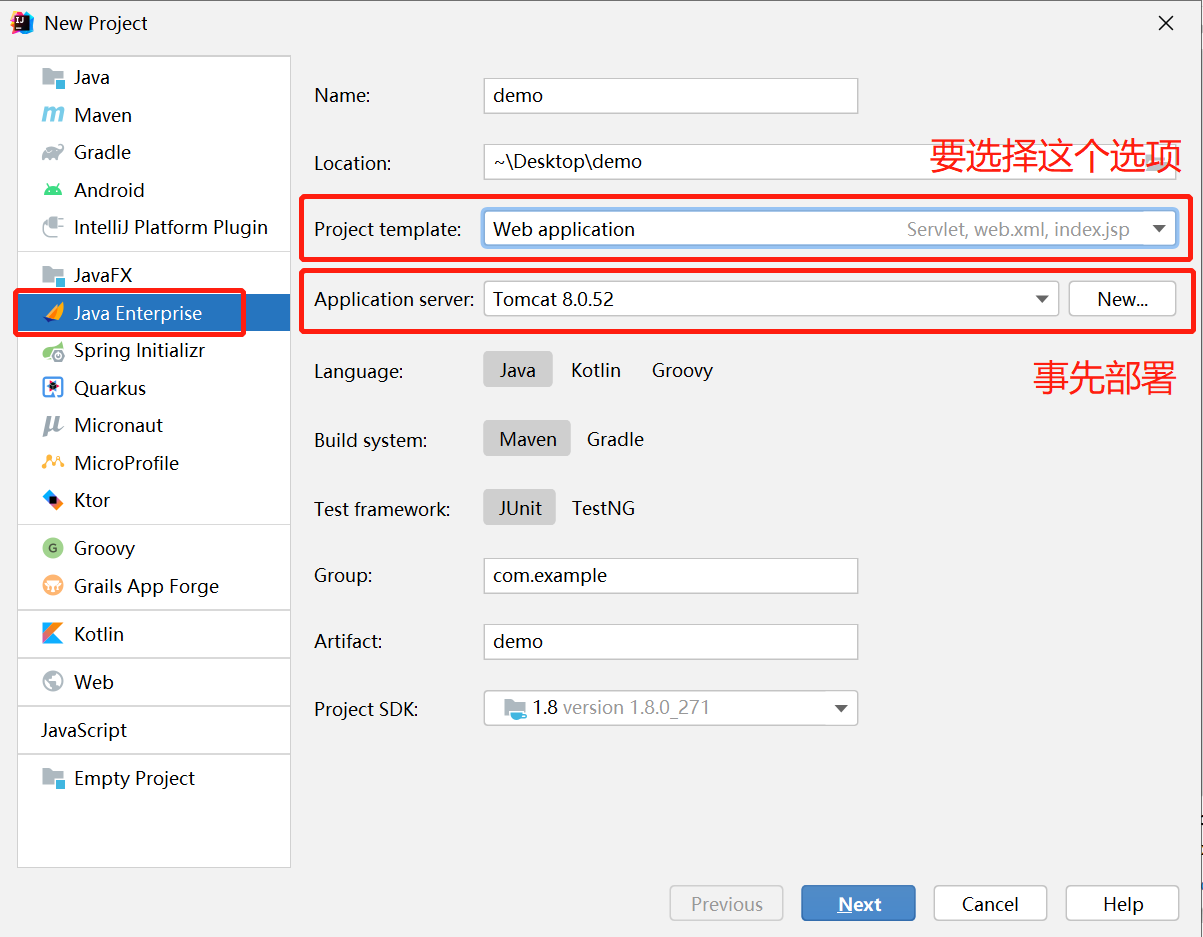 New Project
Java
Maven
Gradle
Android
IntelliJ Platform Plugin
JavaFX
Java Enterprise
Spring Initializr
Quarkus
Micronaut
MicroProfile
Ktor
Groovy
Grails App Forge
Kotlin
Web
JavaScript
Empty Project
Name: demo
Location: ~\Desktop\demo
要选择这个选项
Project template: Web application Servlet, web.xml, index.jsp
Application server: Tomcat 8.0.52 New...
事先部署
Language: Java Kotlin Groovy
Build system: Maven Gradle
Test framework: JUnit TestNG
Group: com.example
Artifact: demo
Project SDK: 1.8 version 1.8.0_271
Previous Next Cancel Help